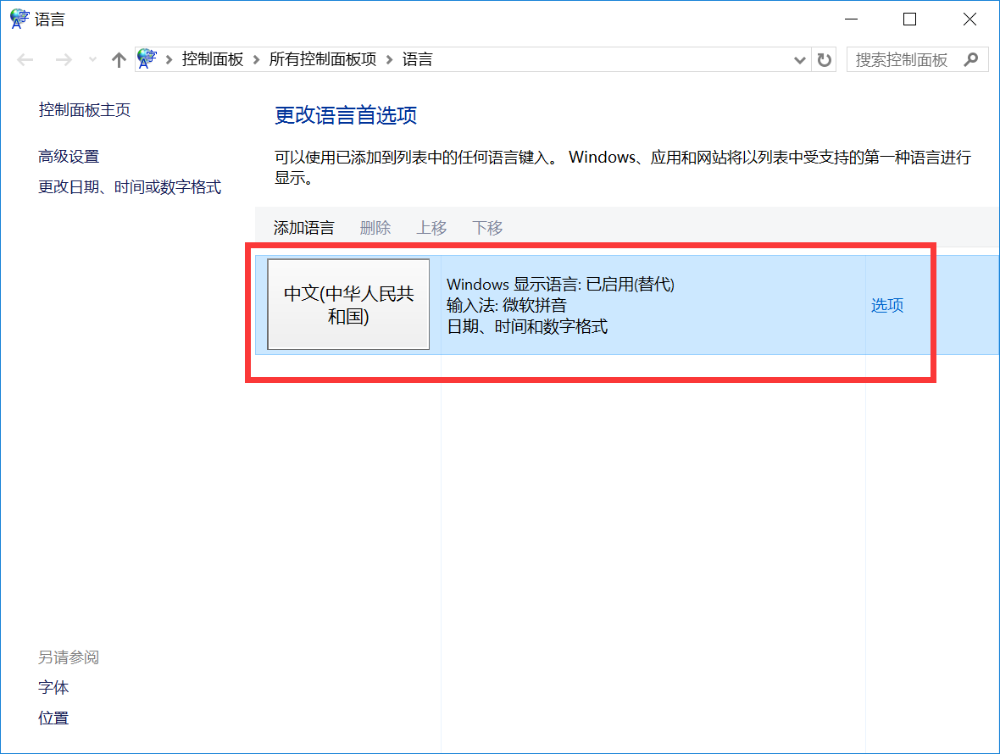 语言
控制面板 所有控制面板项 语言
搜索控制面板
控制面板主页
高级设置
更改日期、时间或数字格式
更改语言首选项
可以使用已添加到列表中的任何语言键入。 Windows、应用和网站将以列表中受支持的第一种语言进行
显示。
添加语言 删除 上移 下移
中文(中华人民共
和国)
Windows 显示语言: 已启用(替代)
输入法: 微软拼音
日期、时间和数字格式
选项
另请参阅
字体
位置